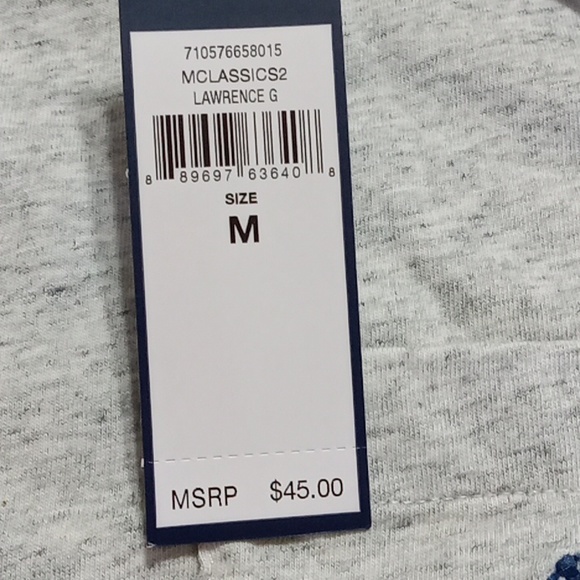 710576658015
MCLASSICS2
LAWRENCE G
8 89697 63640 8
SIZE
M
MSRP $45.00